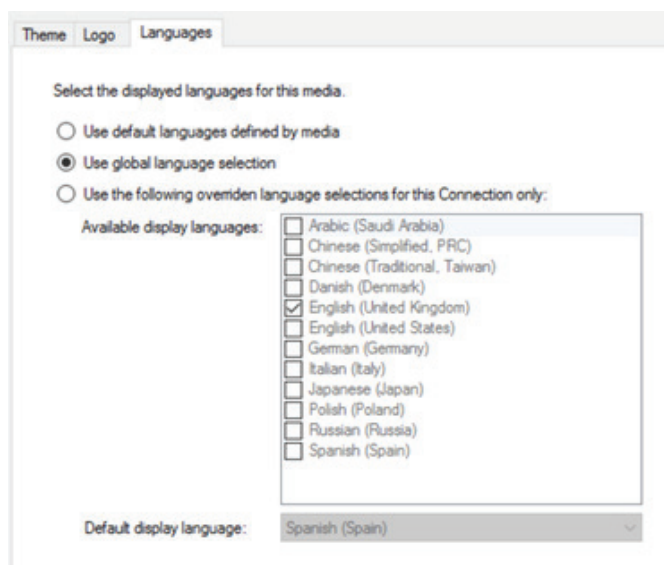 Theme Logo Languages
Select the displayed languages for this media.
Use default languages defined by media
Use global language selection
Use the following overriden language selections for this Connection only:
Available display languages:
Arabic (Saudi Arabia)
Chinese (Simplified, PRC)
Chinese (Traditional, Taiwan)
Danish (Denmark)
English (United Kingdom)
English (United States)
German (Germany)
Italian (Italy)
Japanese (Japan)
Polish (Poland)
Russian (Russia)
Spanish (Spain)
Default display language: Spanish (Spain)